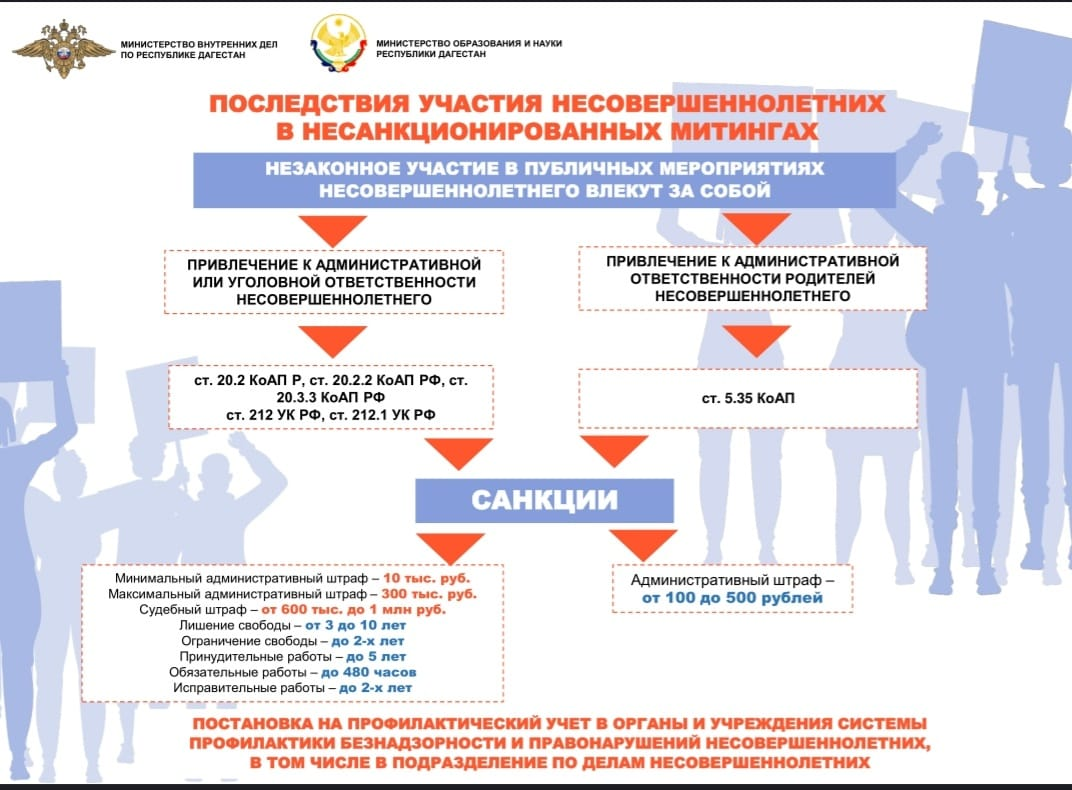 МИНИСТЕРСТВО ВНУТРЕННИХ ДЕЛ
ПО РЕСПУБЛИКЕ ДАГЕСТАН
МИНИСТЕРСТВО ОБРАЗОВАНИЯ И НАУКИ
РЕСПУБЛИКИ ДАГЕСТАН
ПОСЛЕДСТВИЯ УЧАСТИЯ НЕСОВЕРШЕННОЛЕТНИХ
В НЕСАНКЦИОНИРОВАННЫХ МИТИНГАХ
НЕЗАКОННОЕ УЧАСТИЕ В ПУБЛИЧНЫХ МЕРОПРИЯТИЯХ
НЕСОВЕРШЕННОЛЕТНЕГО ВЛЕКУТ ЗА СОБОЙ
ПРИВЛЕЧЕНИЕ К АДМИНИСТРАТИВНОЙ
ИЛИ УГОЛОВНОЙ ОТВЕТСТВЕННОСТИ
НЕСОВЕРШЕННОЛЕТНЕГО
ПРИВЛЕЧЕНИЕ К АДМИНИСТРАТИВНОЙ
ОТВЕТСТВЕННОСТИ РОДИТЕЛЕЙ
НЕСОВЕРШЕННОЛЕТНЕГО
ст. 20.2 КоАП Р, ст. 20.2.2 КоАП РФ, ст.
20.3.3 КоАП РФ
ст. 212 УК РФ, ст. 212.1 УК РФ
ст. 5.35 КоАП
САНКЦИИ
Минимальный административный штраф – 10 тыс. руб.
Максимальный административный штраф – 300 тыс. руб.
Судебный штраф – от 600 тыс. до 1 млн руб.
Лишение свободы – от 3 до 10 лет
Ограничение свободы – до 2-х лет
Принудительные работы – до 5 лет
Обязательные работы – до 480 часов
Исправительные работы – до 2-х лет
Административный штраф –
от 100 до 500 рублей
ПОСТАНОВКА НА ПРОФИЛАКТИЧЕСКИЙ УЧЕТ В ОРГАНЫ И УЧРЕЖДЕНИЯ СИСТЕМЫ
ПРОФИЛАКТИКИ БЕЗНАДЗОРНОСТИ И ПРАВОНАРУШЕНИЙ НЕСОВЕРШЕННОЛЕТНИХ,
В ТОМ ЧИСЛЕ В ПОДРАЗДЕЛЕНИЕ ПО ДЕЛАМ НЕСОВЕРШЕННОЛЕТНИХ